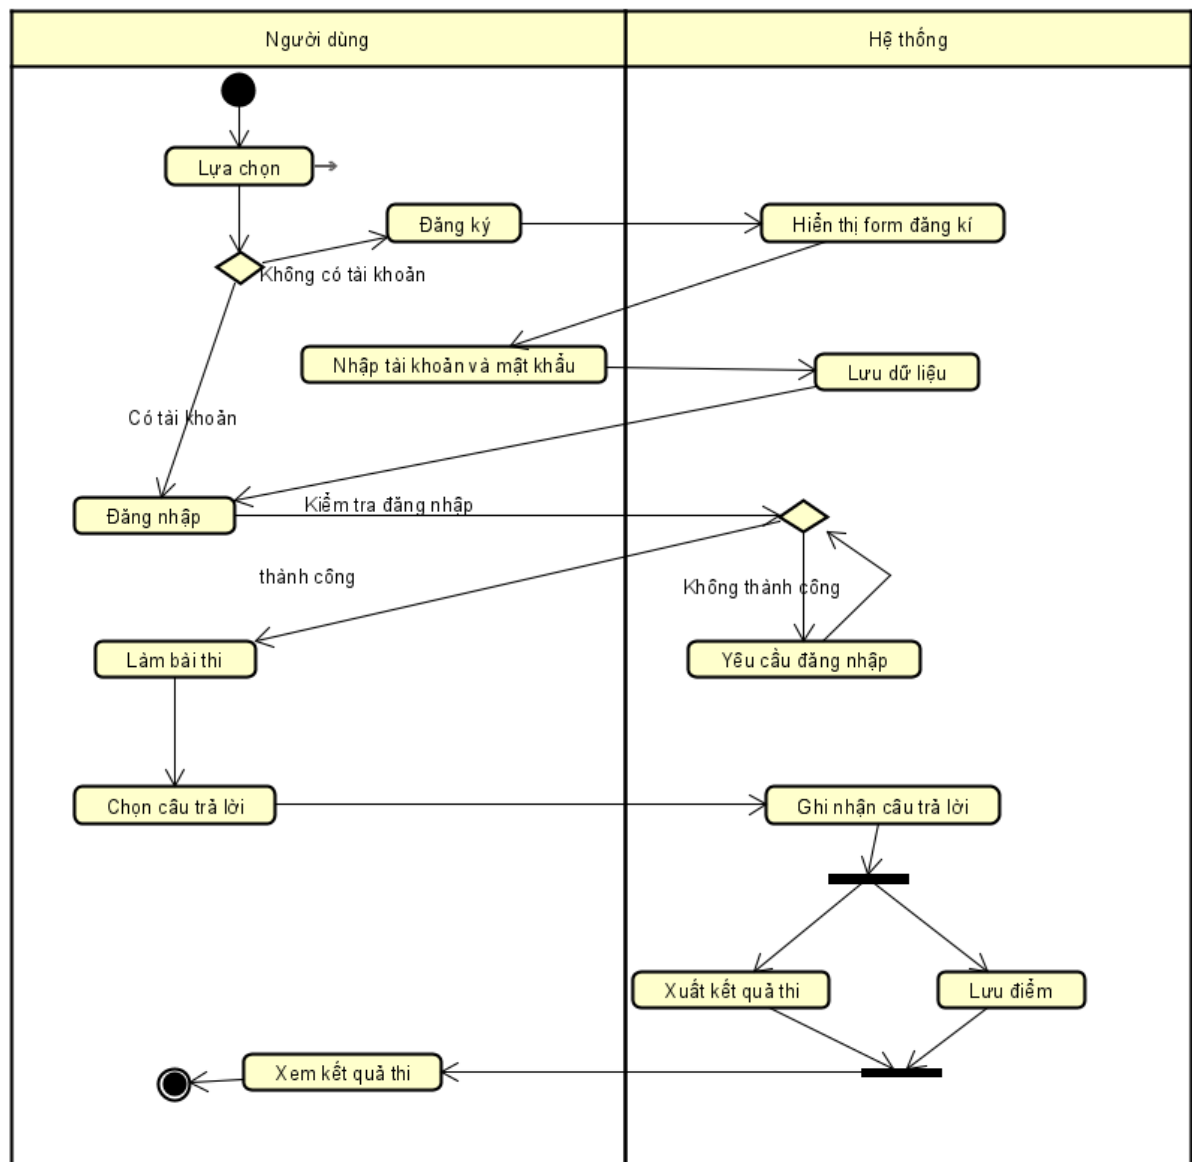 Người dùng
Hệ thống
Lựa chọn
Đăng ký
Hiển thị form đăng kí
Không có tài khoản
Nhập tài khoản và mật khẩu
Lưu dữ liệu
Có tài khoản
Đăng nhập
Kiểm tra đăng nhập
thành công
Không thành công
Làm bài thi
Yêu cầu đăng nhập
Chọn câu trả lời
Ghi nhận câu trả lời
Xuất kết quả thi
Lưu điểm
Xem kết quả thi